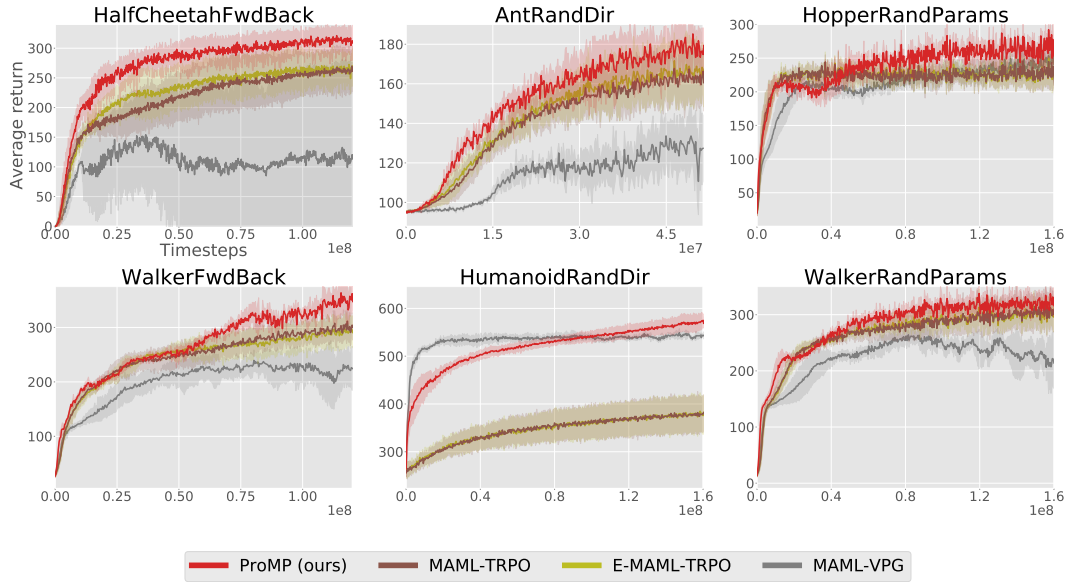 HalfCheetahFwdBack
AntRandDir
HopperRandParams
Average return
300
250
200
150
100
50
0
0.00 0.25 0.50 0.75 1.00
1e8
Timesteps
180
160
140
120
100
0.0 1.5 3.0 4.5
1e7
300
250
200
150
100
50
0.0 0.4 0.8 1.2 1.6
1e8
WalkerFwdBack
HumanoidRandDir
WalkerRandParams
300
200
100
0.00 0.25 0.50 0.75 1.00
1e8
600
500
400
300
0.0 0.4 0.8 1.2 1.6
1e8
300
200
100
0
0.0 0.4 0.8 1.2 1.6
1e8
ProMP (ours) MAML-TRPO E-MAML-TRPO MAML-VPG